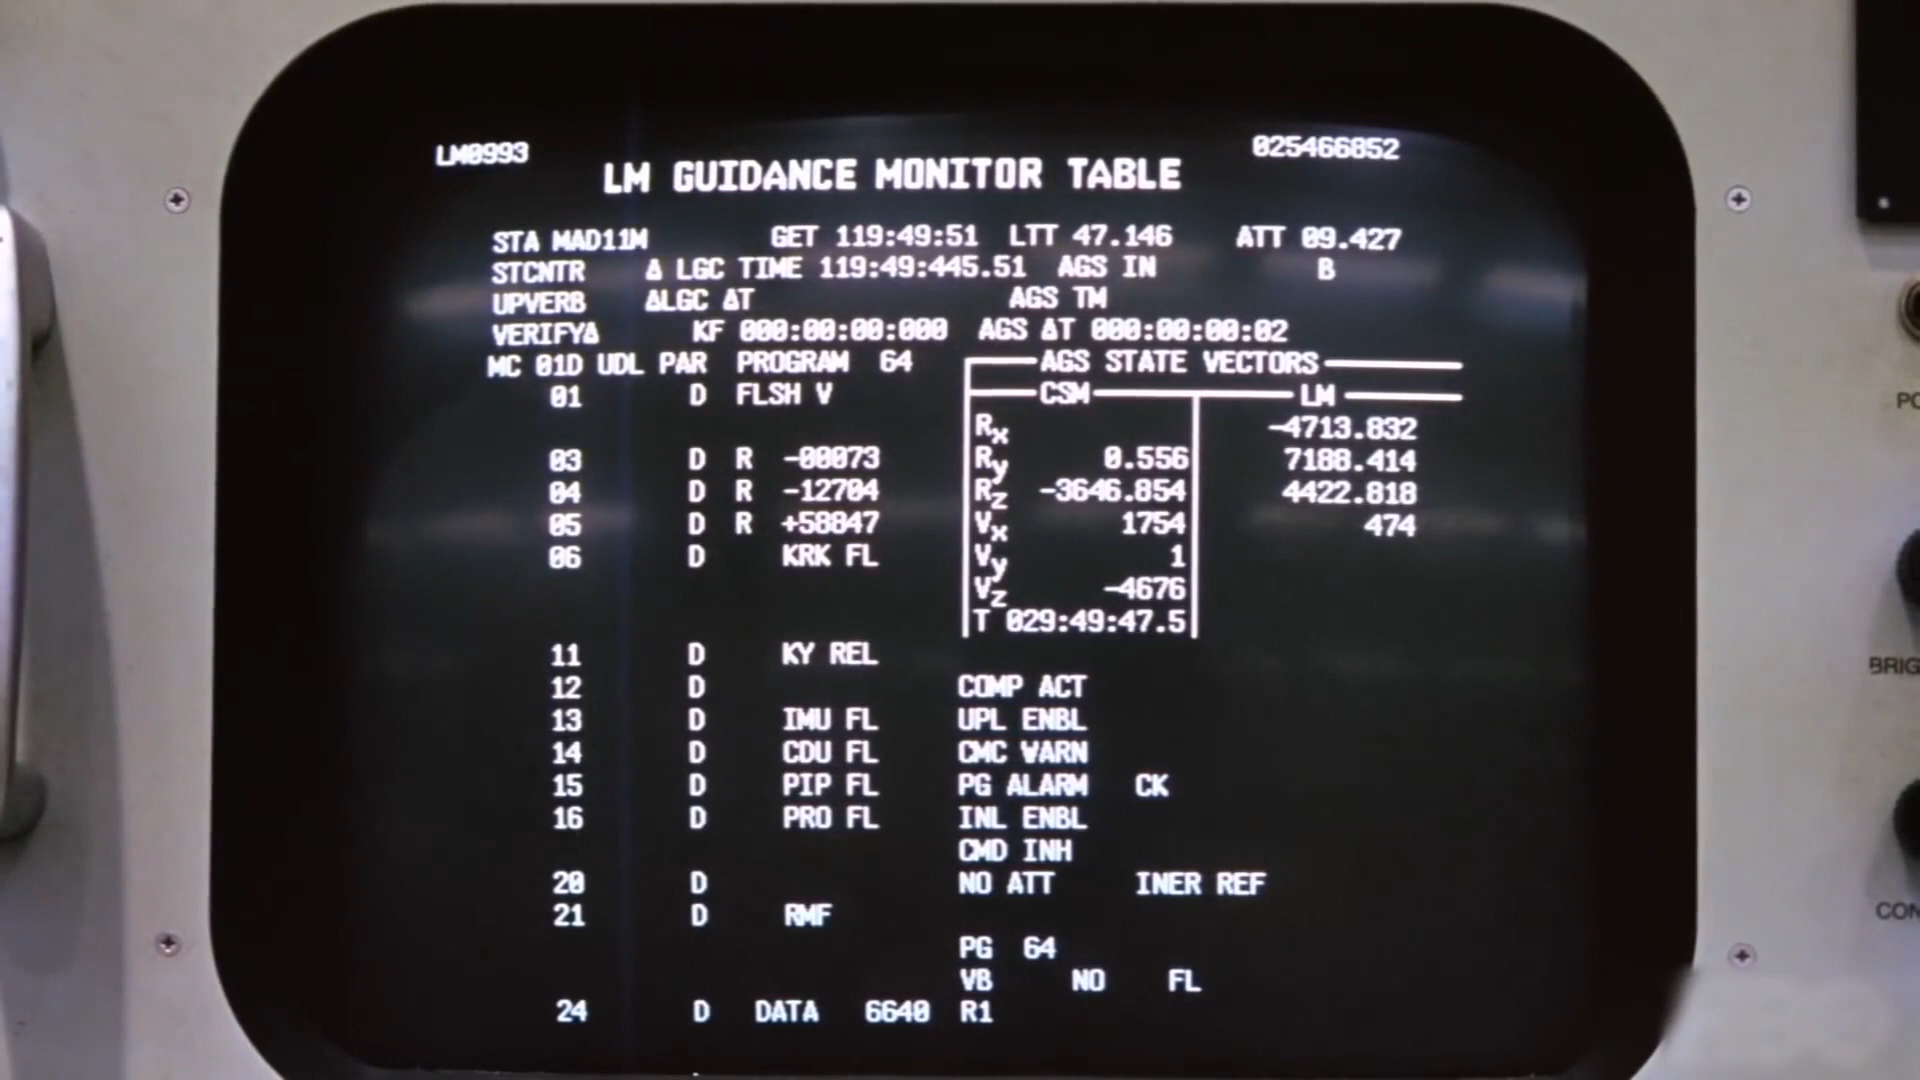 LM0993 025466852
LM GUIDANCE MONITOR TABLE
STA MAD11M GET 119:49:51 LTT 47.146 ATT 09.427
STCNTR Δ LGC TIME 119:49:445.51 AGS IN B
UPVERB ΔLGC ΔT AGS TM
VERIFYΔ KF 000:00:00:000 AGS ΔT 000:00:00:02
MC 01D UDL PAR PROGRAM 64 AGS STATE VECTORS
01 D FLSH V CSM LM
Rx -4713.832
03 D R -00073 Ry 0.556 7188.414
04 D R -12704 Rz -3646.854 4422.818
05 D R +58847 Vx 1754 474
06 D KRK FL Vy 1
Vz -4676
T 029:49:47.5
11 D KY REL
12 D COMP ACT
13 D IMU FL UPL ENBL
14 D CDU FL CMC WARN
15 D PIP FL PG ALARM CK
16 D PRO FL INL ENBL
CMD INH
20 D NO ATT INER REF
21 D RMF
PG 64
VB NO FL
24 D DATA 6640 R1